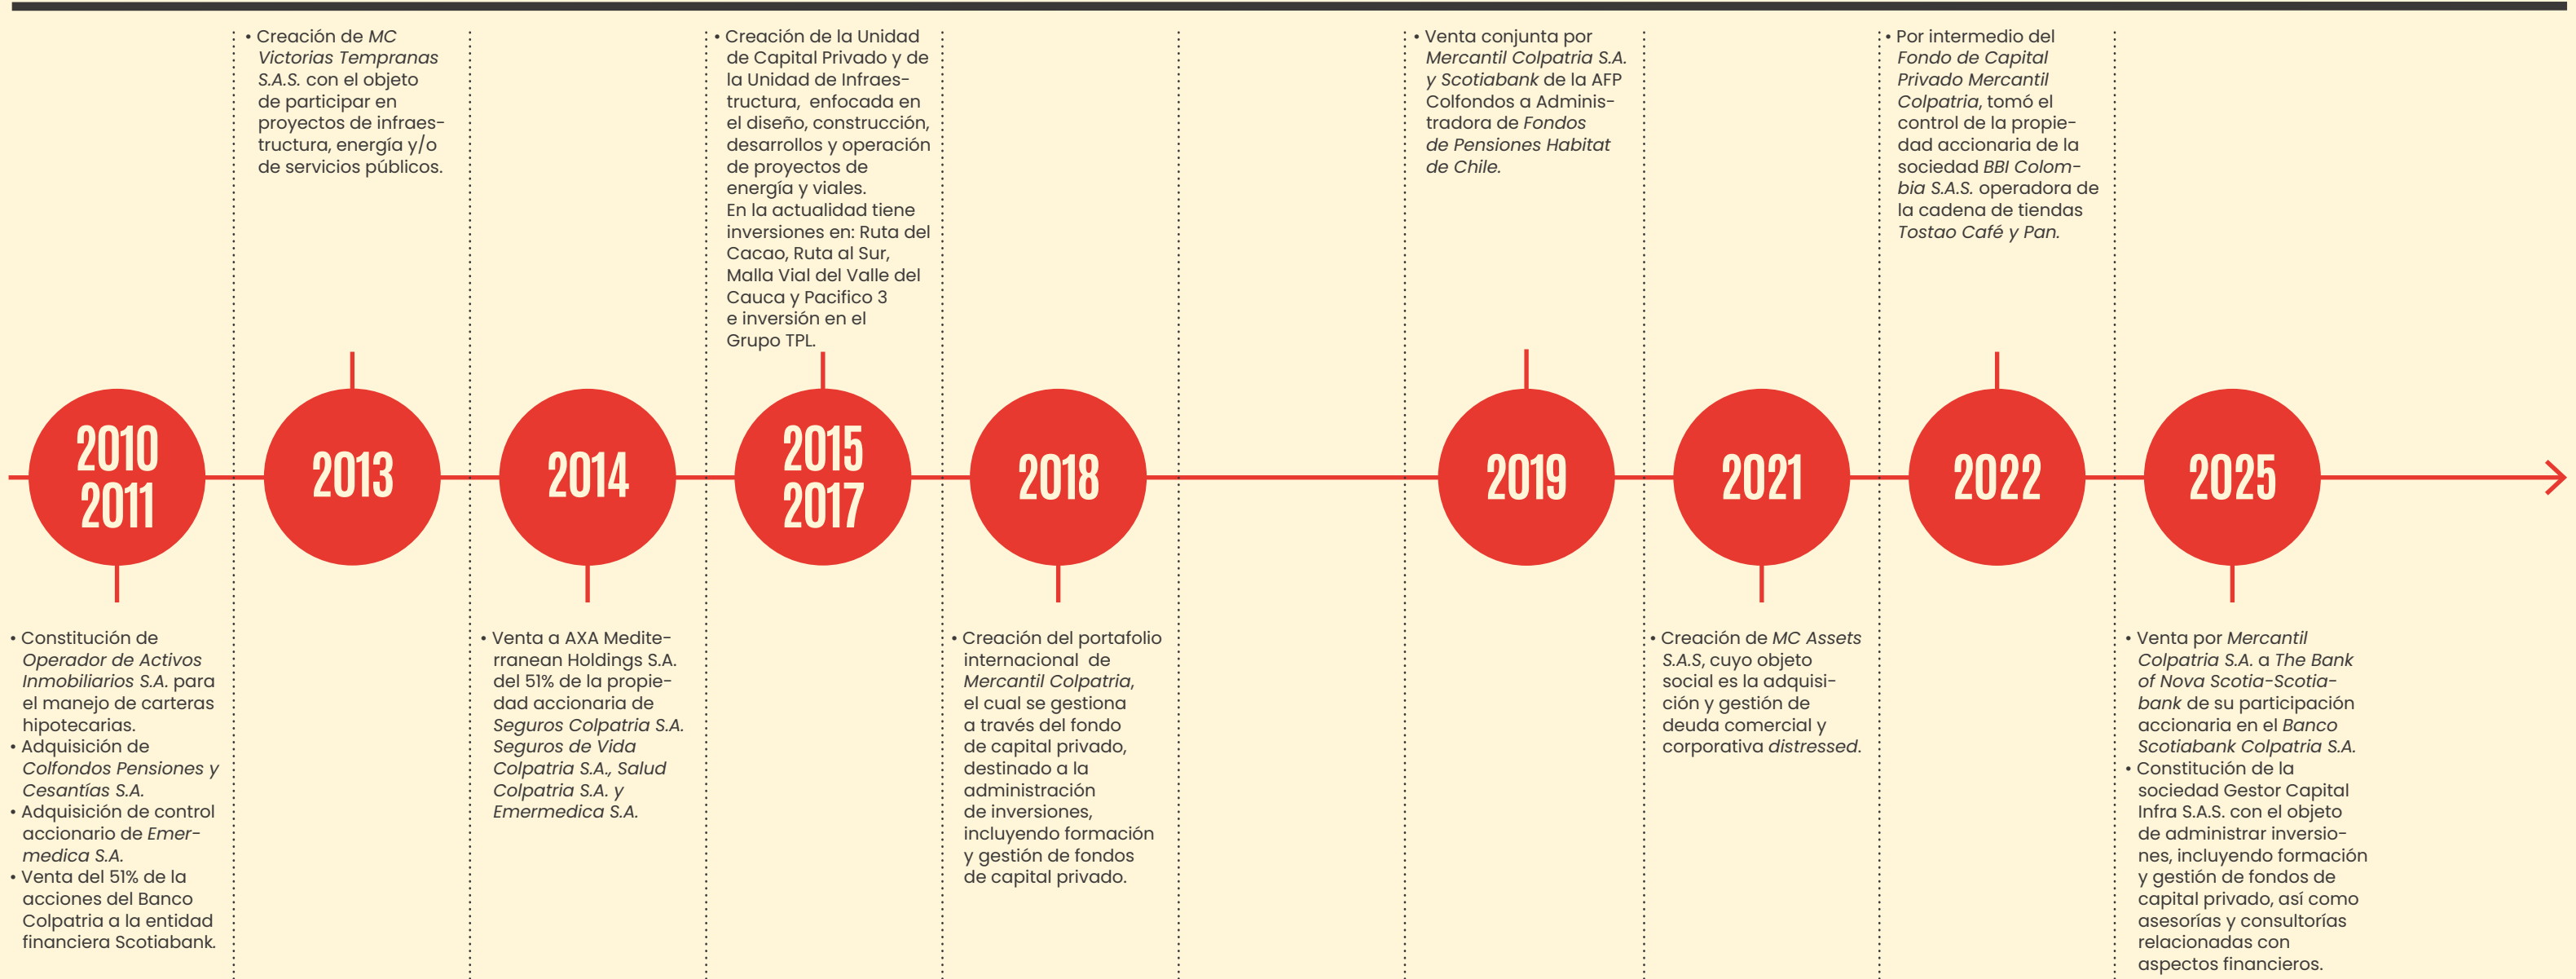 2010
2011
• Constitución de
Operador de Activos
Inmobiliarios S.A. para
el manejo de carteras
hipotecarias.
• Adquisición de
Colfondos Pensiones y
Cesantías S.A.
• Adquisición de control
accionario de Emer-
medica S.A.
• Venta del 51% de la
acciones del Banco
Colpatria a la entidad
financiera Scotiabank.
• Creación de MC
Victorias Tempranas
S.A.S. con el objeto
de participar en
proyectos de infraes-
tructura, energía y/o
de servicios públicos.
2013
2014
• Venta a AXA Medite-
rranean Holdings S.A.
del 51% de la propie-
dad accionaria de
Seguros Colpatria S.A.
Seguros de Vida
Colpatria S.A., Salud
Colpatria S.A. y
Emermedica S.A.
• Creación de la Unidad
de Capital Privado y de
la Unidad de Infraes-
tructura, enfocada en
el diseño, construcción,
desarrollos y operación
de proyectos de
energía y viales.
En la actualidad tiene
inversiones en: Ruta del
Cacao, Ruta al Sur,
Malla Vial del Valle del
Cauca y Pacifico 3
e inversión en el
Grupo TPL.
2015
2017
2018
• Creación del portafolio
internacional de
Mercantil Colpatria,
el cual se gestiona
a través del fondo
de capital privado,
destinado a la
administración
de inversiones,
incluyendo formación
y gestión de fondos
de capital privado.
• Venta conjunta por
Mercantil Colpatria S.A.
y Scotiabank de la AFP
Colfondos a Adminis-
tradora de Fondos
de Pensiones Habitat
de Chile.
2019
2021
• Creación de MC Assets
S.A.S, cuyo objeto
social es la adquisi-
ción y gestión de
deuda comercial y
corporativa distressed.
• Por intermedio del
Fondo de Capital
Privado Mercantil
Colpatria, tomó el
control de la propie-
dad accionaria de la
sociedad BBI Colom-
bia S.A.S. operadora de
la cadena de tiendas
Tostao Café y Pan.
2022
2025
• Venta por Mercantil
Colpatria S.A. a The Bank
of Nova Scotia-Scotia-
bank de su participación
accionaria en el Banco
Scotiabank Colpatria S.A.
• Constitución de la
sociedad Gestor Capital
Infra S.A.S. con el objeto
de administrar inversio-
nes, incluyendo formación
y gestión de fondos de
capital privado, así como
asesorías y consultorías
relacionadas con
aspectos financieros.